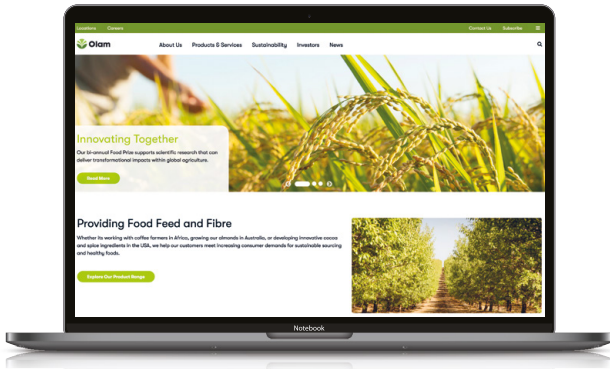 Locations Careers Contact Us Subscribe
Olam About Us Products & Services Sustainability Investors News
Innovating Together
Our bi-annual Food Prize supports scientific research that can
deliver transformational impacts within global agriculture.
Read More
Providing Food Feed and Fibre
Whether its working with coffee farmers in Africa, growing our almonds in Australia, or developing innovative cocoa
and spice ingredients in the USA, we help our customers meet increasing consumer demands for sustainable sourcing
and healthy foods.
Explore Our Product Range
Notebook